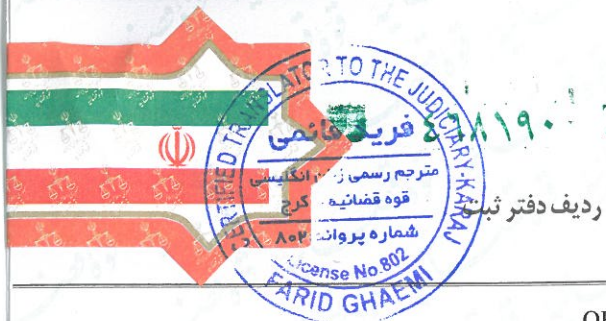 CERTIFIED TRANSLATOR TO THE JUDICIARY-KARAJ
فرید قائمی
مترجم رسمی زبان انگلیسی
قوه قضائیه کرج
شماره پروانه ۸۰۲
License No.802
FARID GHAEMI
ردیف دفتر ثبت